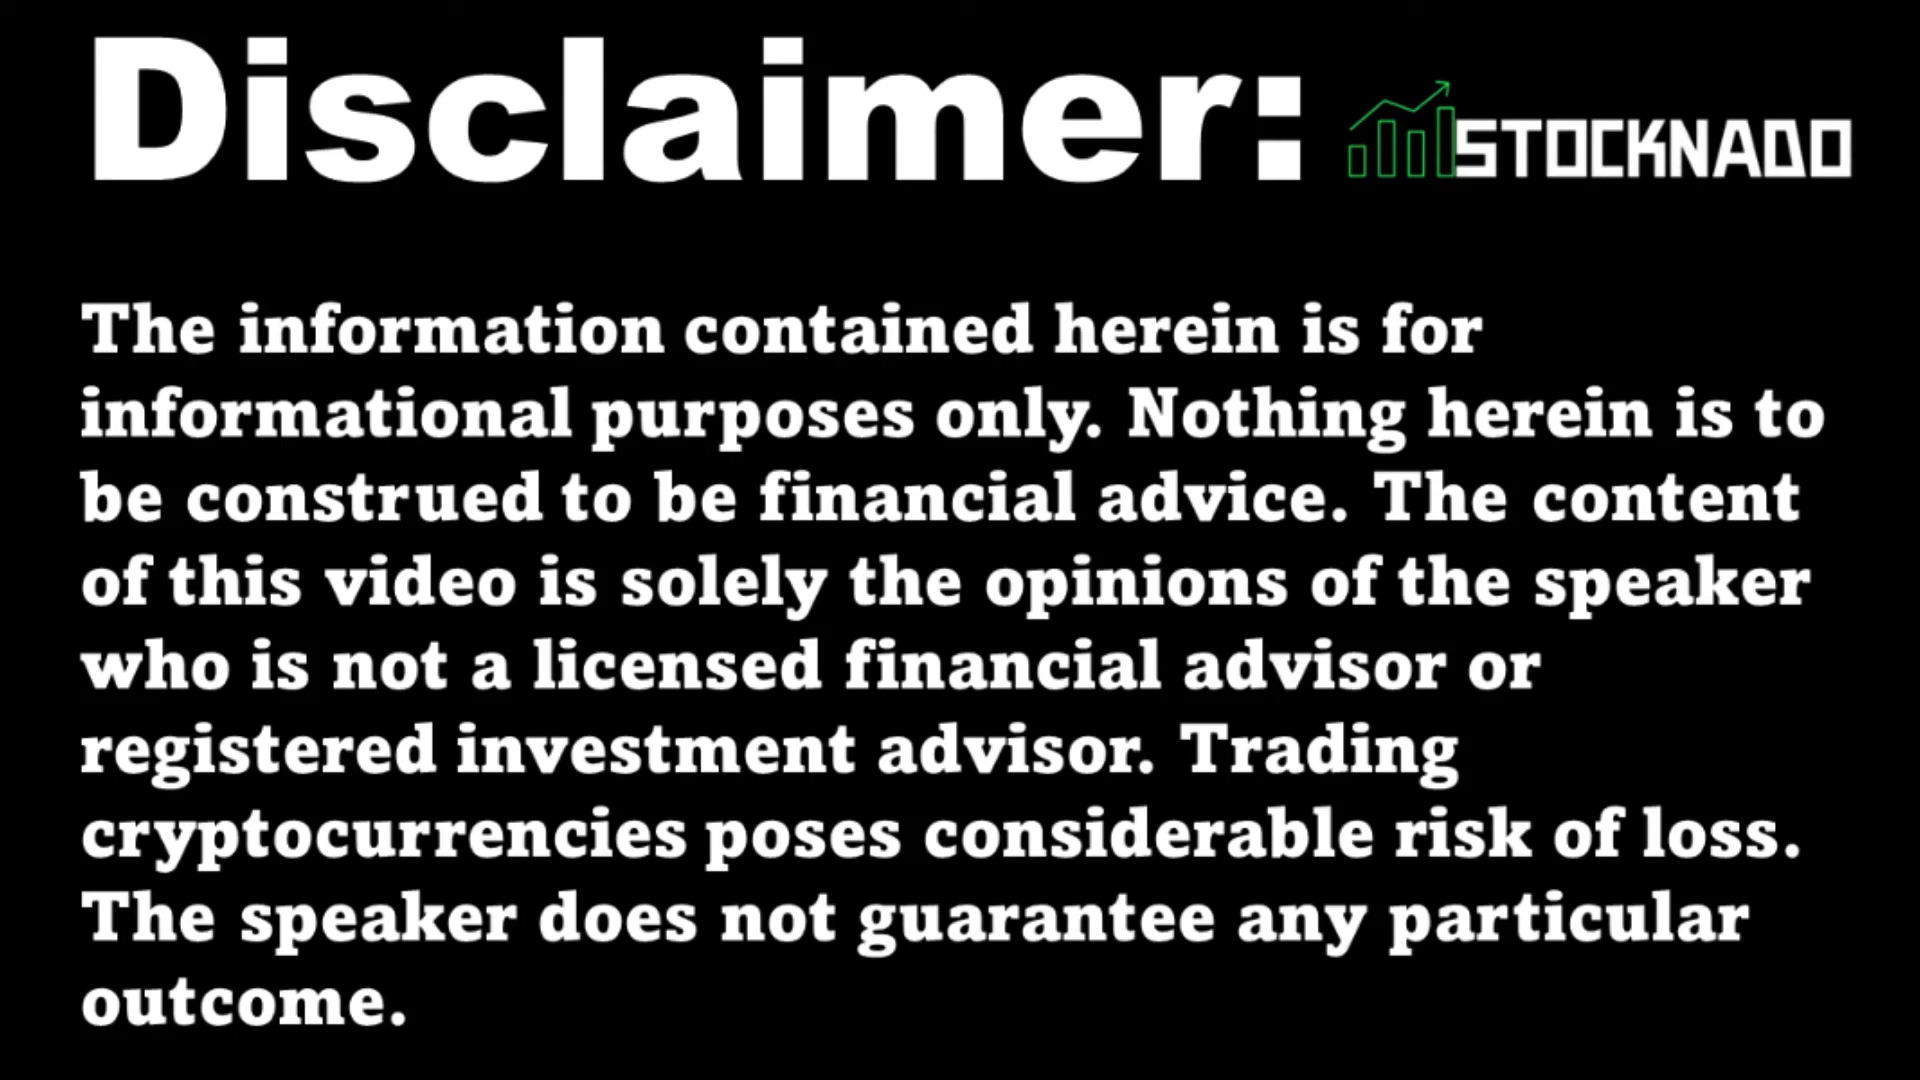 Disclaimer:
STOCKNADO
The information contained herein is for
informational purposes only. Nothing herein is to
be construed to be financial advice. The content
of this video is solely the opinions of the speaker
who is not a licensed financial advisor or
registered investment advisor. Trading
cryptocurrencies poses considerable risk of loss.
The speaker does not guarantee any particular
outcome.